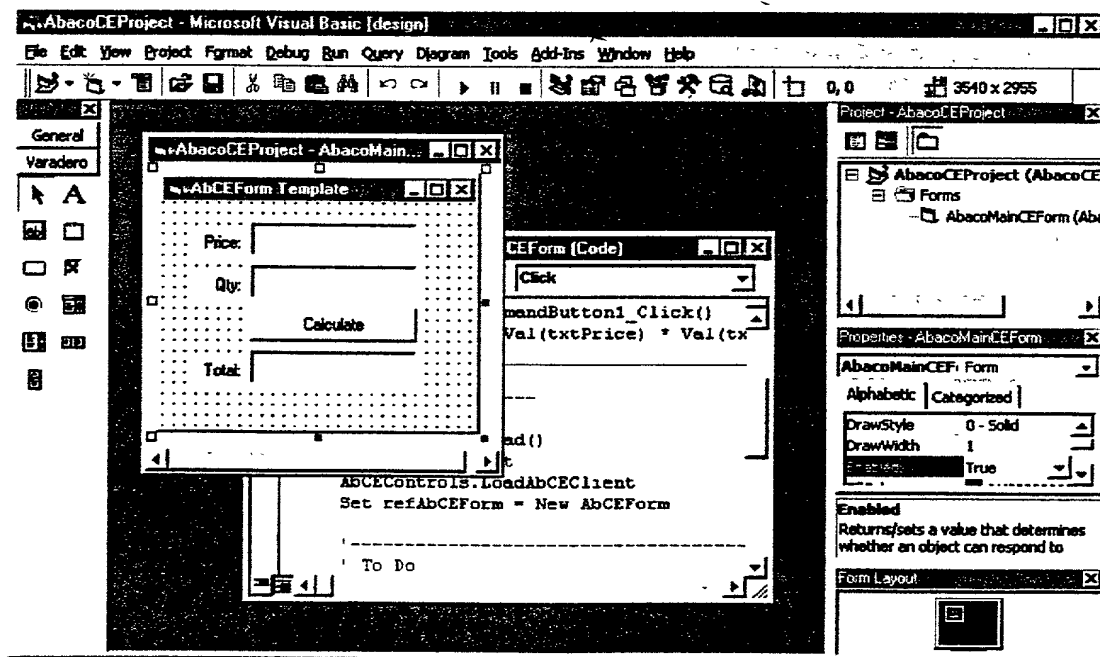 AbacoCEProject - Microsoft Visual Basic [design]
File Edit View Project Format Debug Run Query Diagram Tools Add-Ins Window Help
0, 0
3540 x 2955
General
Varadero
A
AbacoCEProject - AbacoMain...
AbCEForm Template
Price:
Qty:
Calculate
Total:
CEForm (Code)
Click
mandButton1_Click()
Val(txtPrice) * Val(tx
ad()
t
AbCEControls.LoadAbCEClient
Set refAbCEForm = New AbCEForm
'
' To Do
Project - AbacoCEProject
AbacoCEProject (AbacoCE
Forms
AbacoMainCEForm (Aba
Properties - AbacoMainCEForm
AbacoMainCEF Form
Alphabetic Categorized
DrawStyle 0 - Solid
DrawWidth 1
Enabled True
Enabled
Returns/sets a value that determines
whether an object can respond to
Form Layout